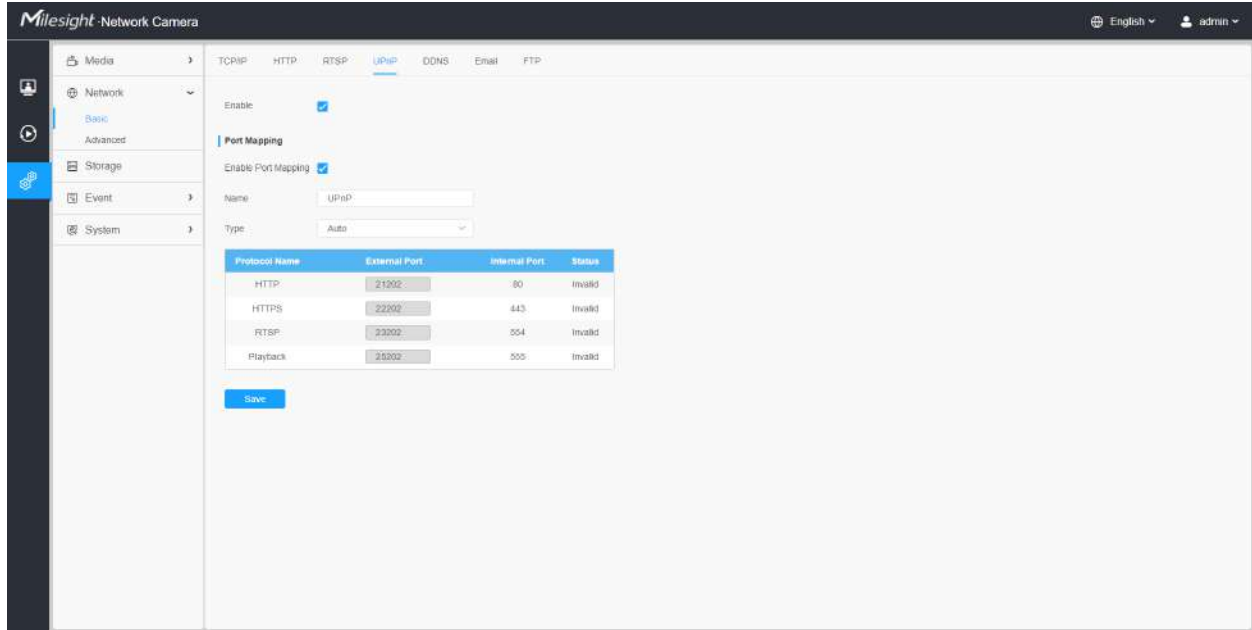 Milesight·Network Camera
English
admin
Media
Network
Basic
Advanced
Storage
Event
System
TCP/IP HTTP RTSP UPnP DDNS Email FTP
Enable
Port Mapping
Enable Port Mapping
Name UPnP
Type Auto
Protocol Name External Port Internal Port Status
HTTP 21202 80 Invalid
HTTPS 22202 443 Invalid
RTSP 23202 554 Invalid
Playback 25202 555 Invalid
Save